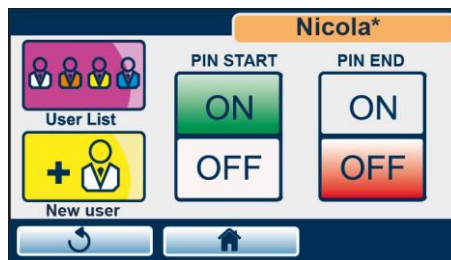 Nicola*
PIN START
PIN END
ON
ON
User List
OFF
OFF
+
New user